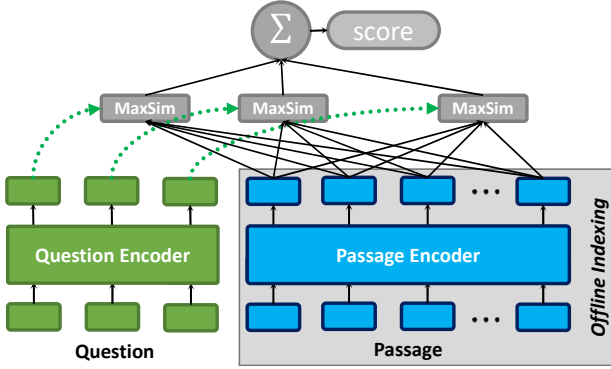 Σ
score
MaxSim
MaxSim
MaxSim
...
Question Encoder
Passage Encoder
...
Question
Passage
Offline Indexing